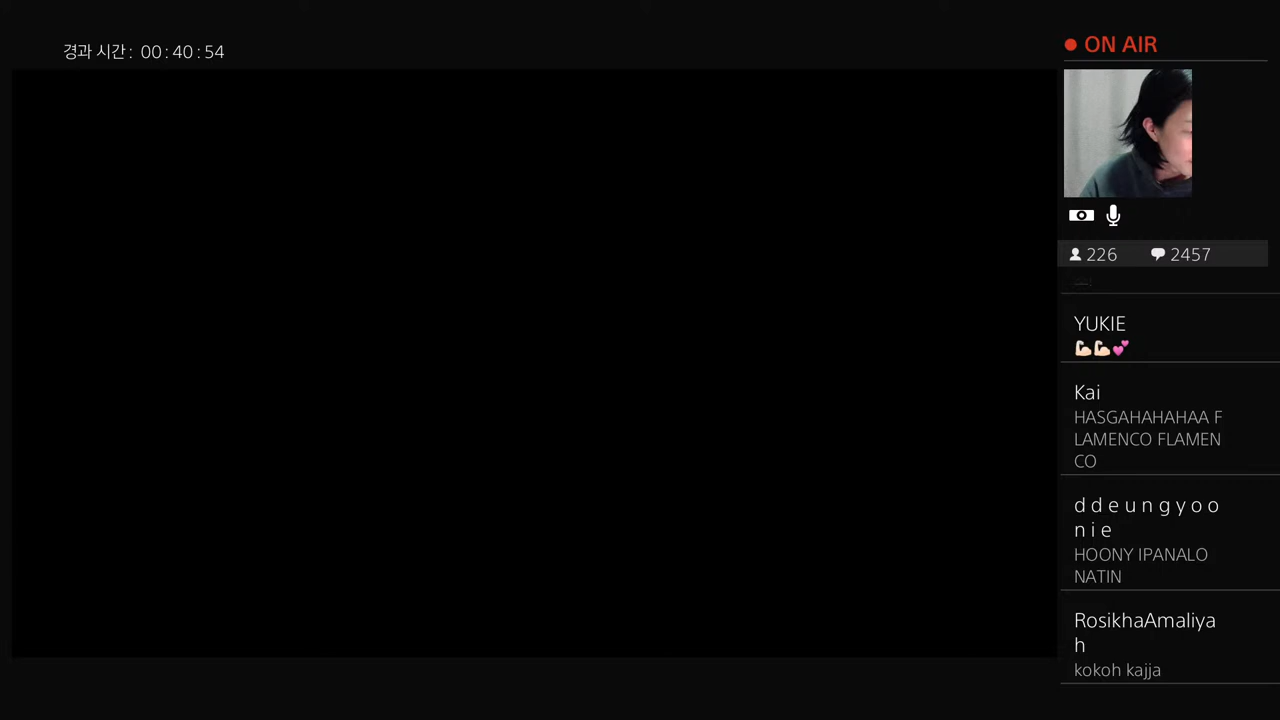 경과 시간 : 00 : 40 : 54
ON AIR
226 2457
YUKIE
💪🏻💪🏻💕
Kai
HASGAHAHAHAA F
LAMENCO FLAMEN
CO
d d e u n g y o o
n i e
HOONY IPANALO
NATIN
RosikhaAmaliya
h
kokoh kajja